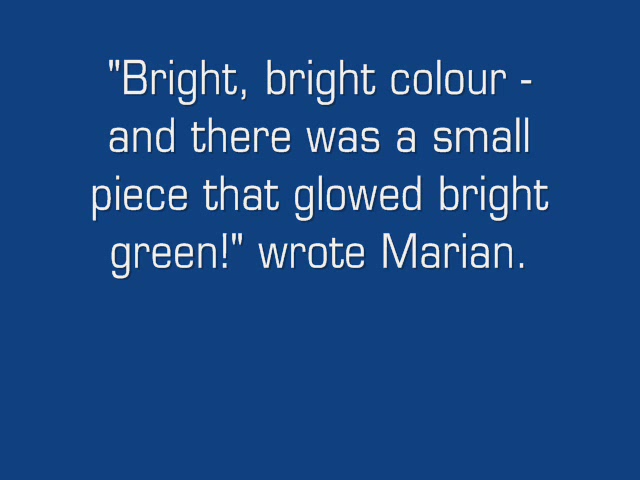 "Bright, bright colour -
and there was a small
piece that glowed bright
green!" wrote Marian.